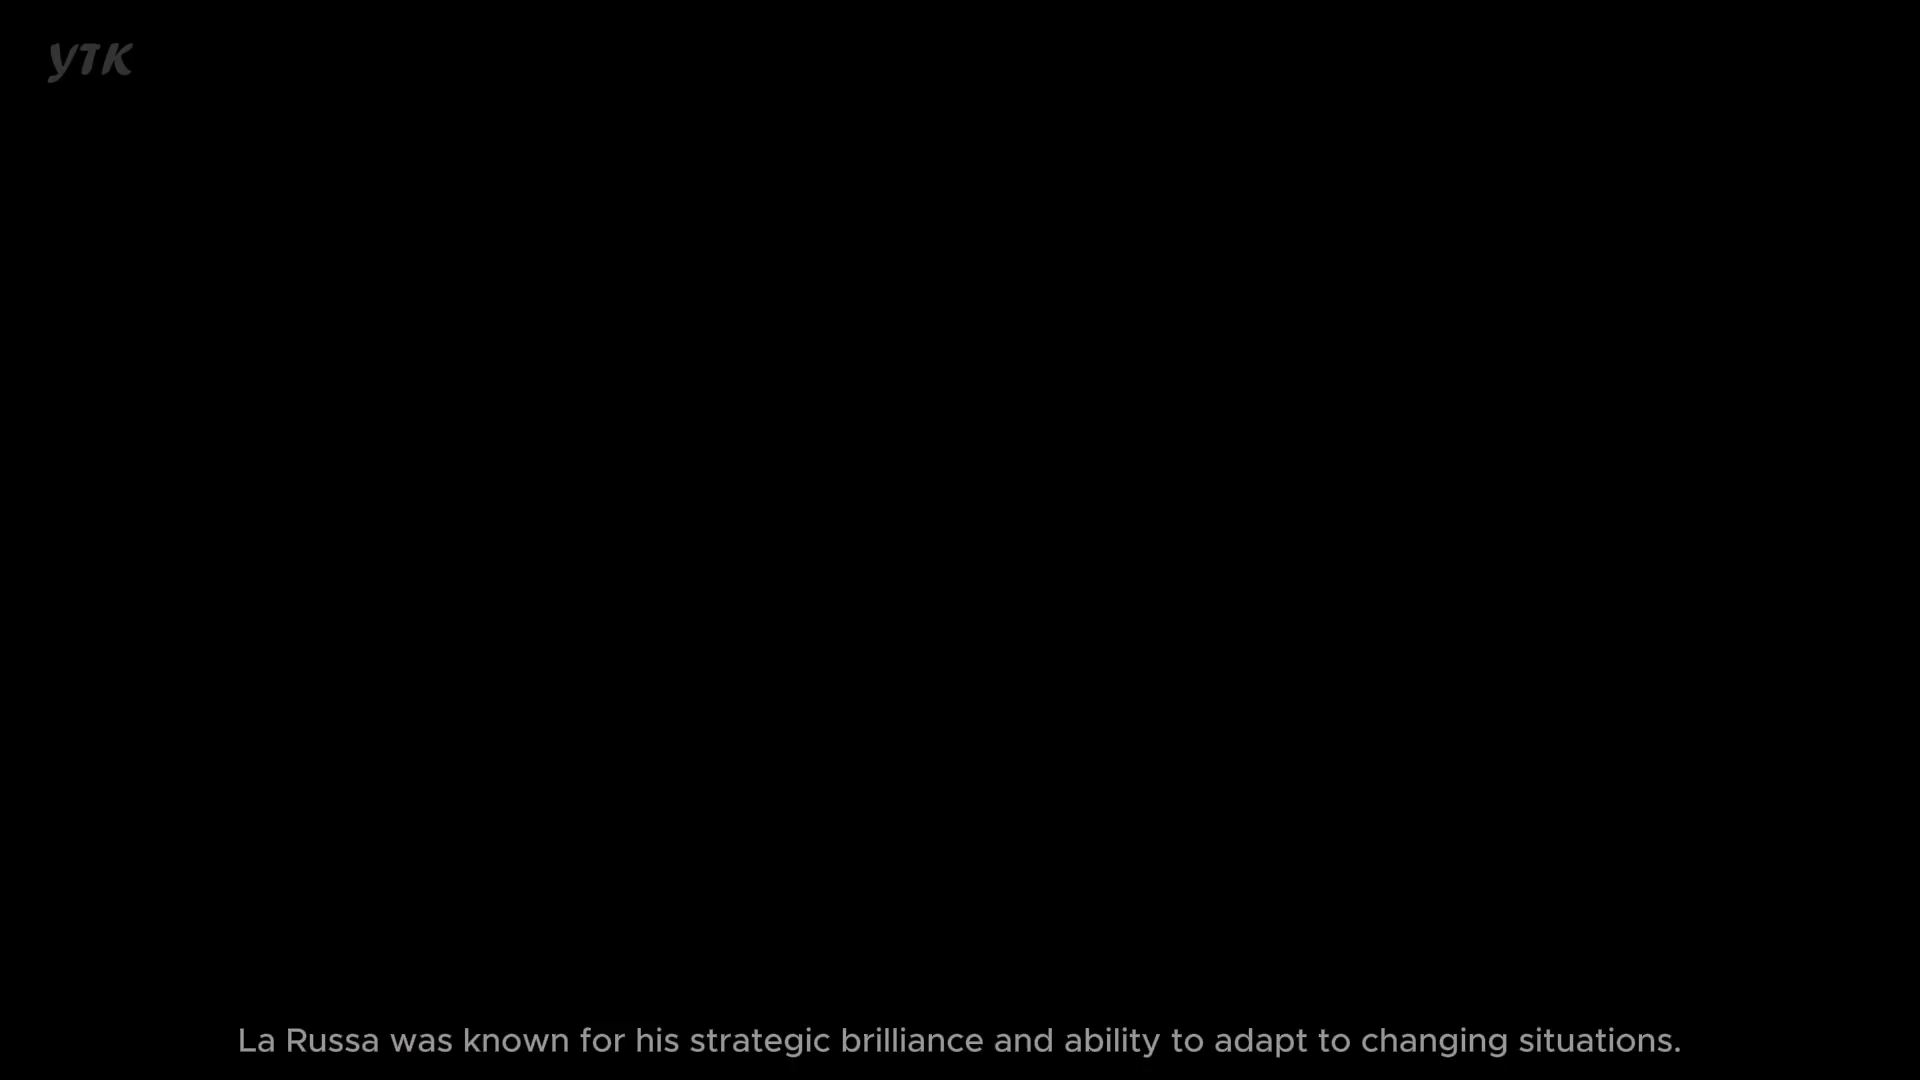 YTK
La Russa was known for his strategic brilliance and ability to adapt to changing situations.